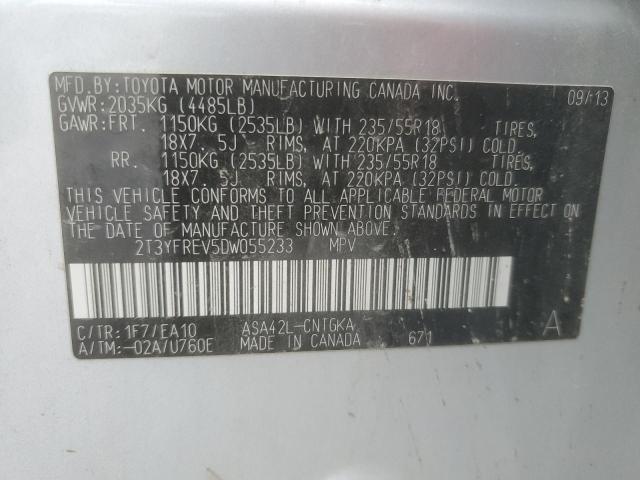 MFD.BY:TOYOTA MOTOR MANUFACTURING CANADA INC. 09/13
GVWR:2035KG (4485LB)
GAWR:FRT. 1150KG (2535LB) WITH 235/55R18 TIRES,
18X7. 5J RIMS, AT 220KPA (32PSI) COLD
RR. 1150KG (2535LB) WITH 235/55R18 TIRES,
18X7. 5J RIMS, AT 220KPA (32PSI) COLD.
THIS VEHICLE CONFORMS TO ALL APPLICABLE FEDERAL MOTOR
VEHICLE SAFETY AND THEFT PREVENTION STANDARDS IN EFFECT ON
THE DATE OF MANUFACTURE SHOWN ABOVE.
2T3YFREV5DW055233 MPV
C/TR:1F7/EA10 ASA42L-CNTGKA A
A/TM:-02A/U760E MADE IN CANADA 671